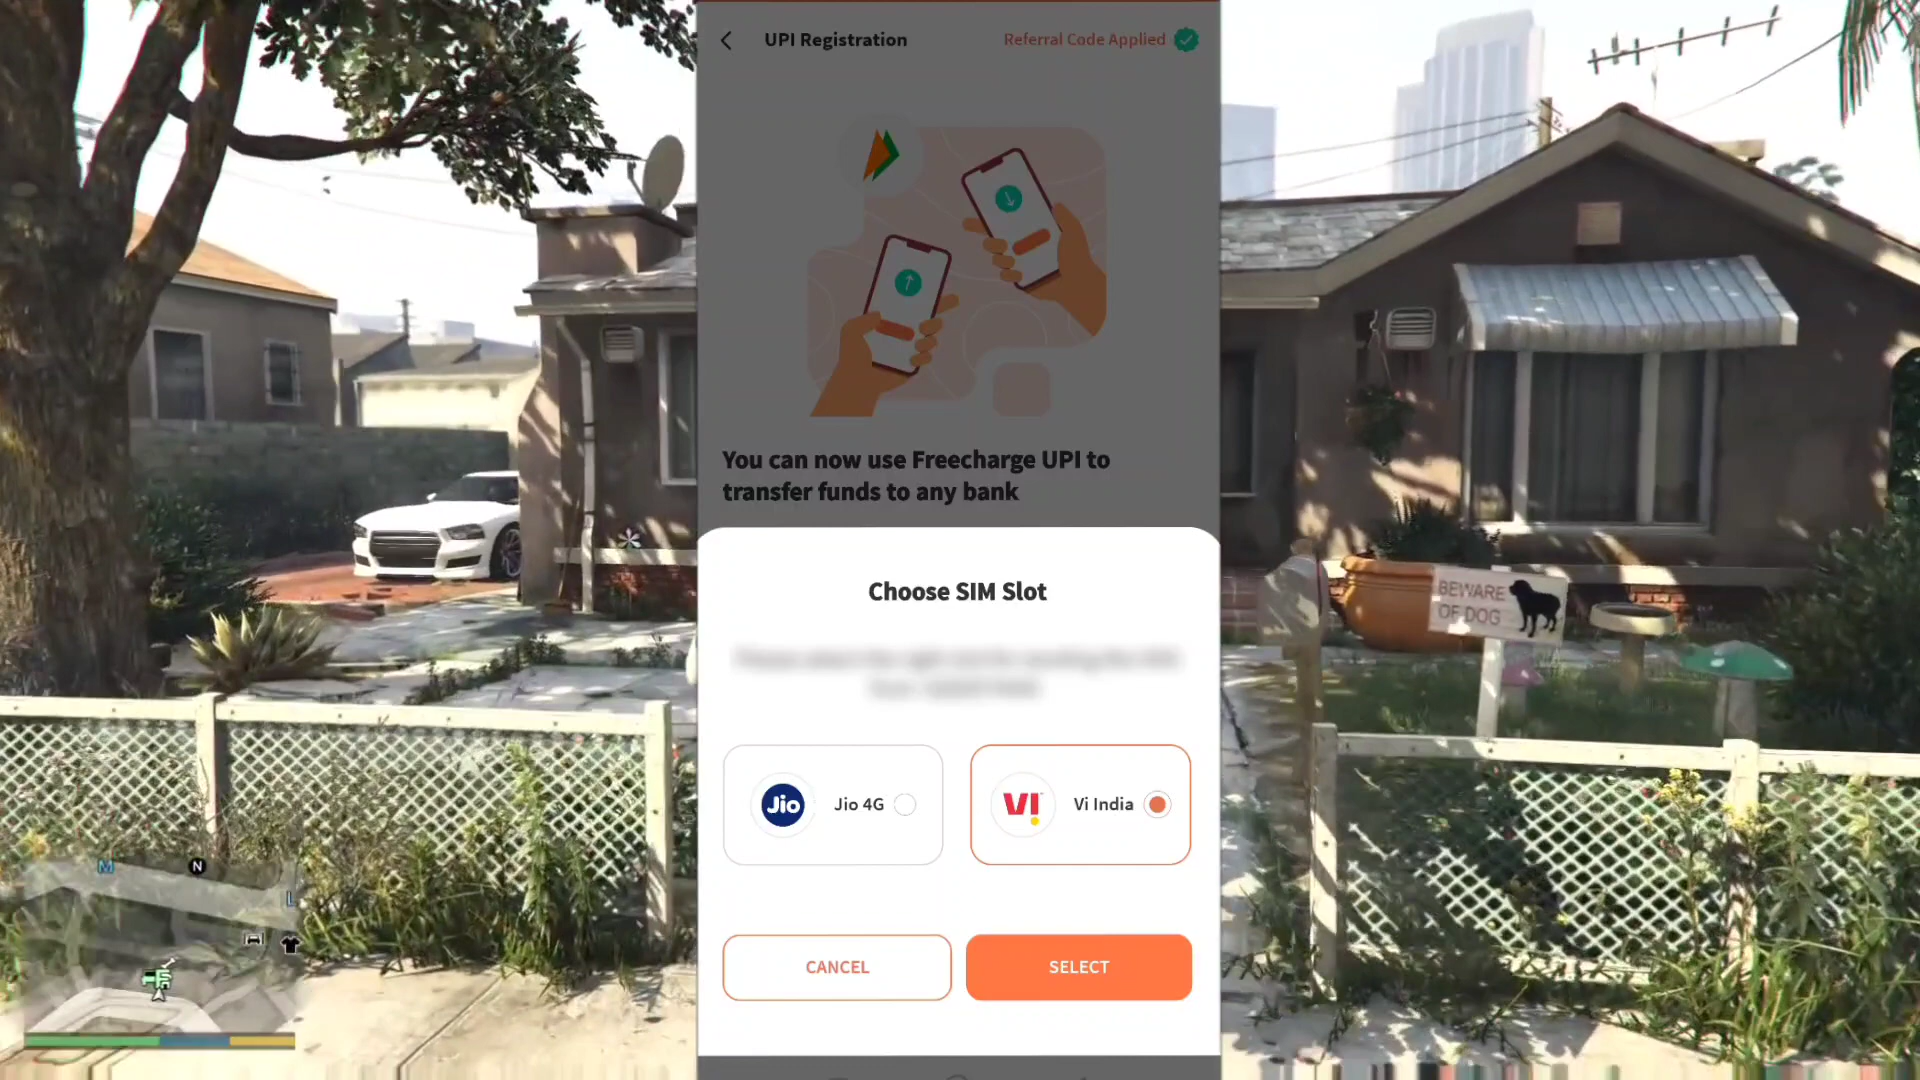 UPI Registration
Referral Code Applied
You can now use Freecharge UPI to
transfer funds to any bank
Choose SIM Slot
Jio
Jio 4G
VI
Vi India
CANCEL
SELECT
BEWARE
OF DOG
M
N
L